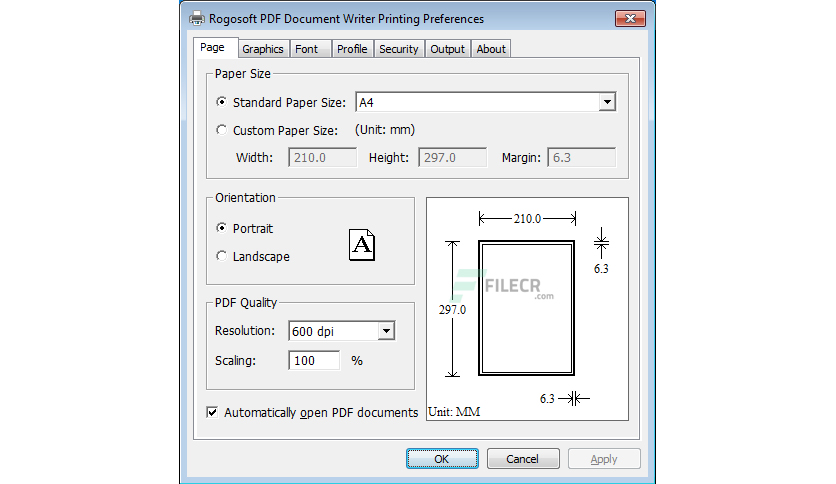 Rogosoft PDF Document Writer Printing Preferences
Page Graphics Font Profile Security Output About
Paper Size
Standard Paper Size: A4
Custom Paper Size: (Unit: mm)
Width: 210.0 Height: 297.0 Margin: 6.3
Orientation
Portrait
Landscape
A
PDF Quality
Resolution: 600 dpi
Scaling: 100 %
Automatically open PDF documents
210.0
6.3
297.0
FILECR
.com
6.3
Unit: MM
OK Cancel Apply